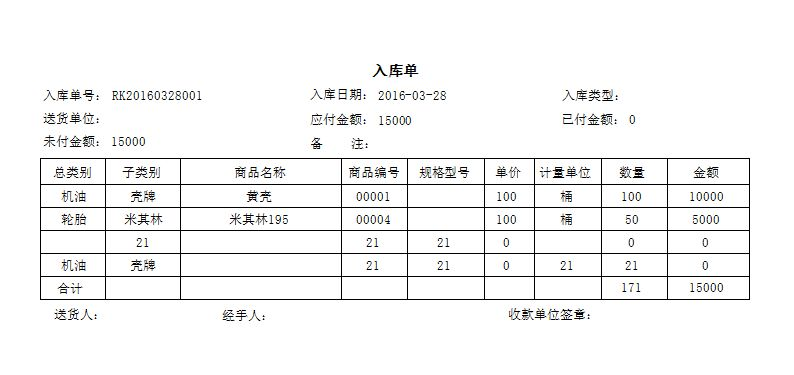 入库单
入库单号: RK20160328001 入库日期: 2016-03-28 入库类型:
送货单位: 应付金额: 15000 已付金额: 0
未付金额: 15000 备 注:
总类别 子类别 商品名称 商品编号 规格型号 单价 计量单位 数量 金额
机油 壳牌 黄壳 00001 100 桶 100 10000
轮胎 米其林 米其林195 00004 100 桶 50 5000
21 21 21 0 0 0
机油 壳牌 21 21 0 21 21 0
合计 171 15000
送货人: 经手人: 收款单位签章: